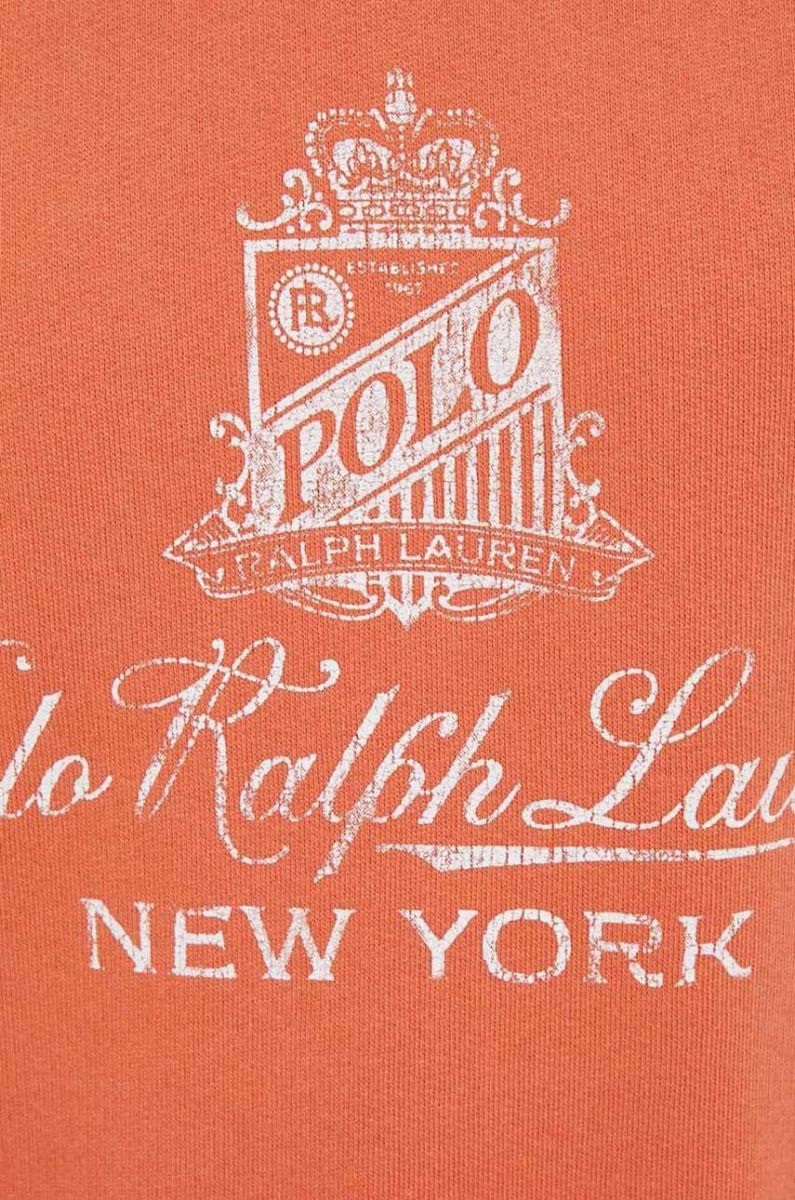 ESTABLISHED
1967
RL
POLO
RALPH LAUREN
lo Ralph Lau
NEW YORK